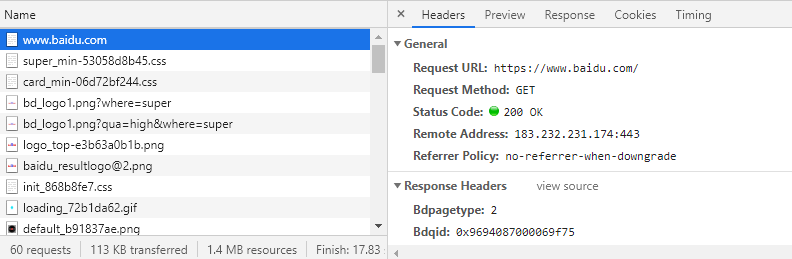 Name
www.baidu.com
super_min-53058d8b45.css
card_min-06d72bf244.css
bd_logo1.png?where=super
bd_logo1.png?qua=high&where=super
logo_top-e3b63a0b1b.png
baidu_resultlogo@2.png
init_868b8fe7.css
loading_72b1da62.gif
default_b91837ae.png
60 requests 113 KB transferred 1.4 MB resources Finish: 17.83
× Headers Preview Response Cookies Timing
General
Request URL: https://www.baidu.com/
Request Method: GET
Status Code: 200 OK
Remote Address: 183.232.231.174:443
Referrer Policy: no-referrer-when-downgrade
Response Headers view source
Bdpagetype: 2
Bdqid: 0x9694087000069f75